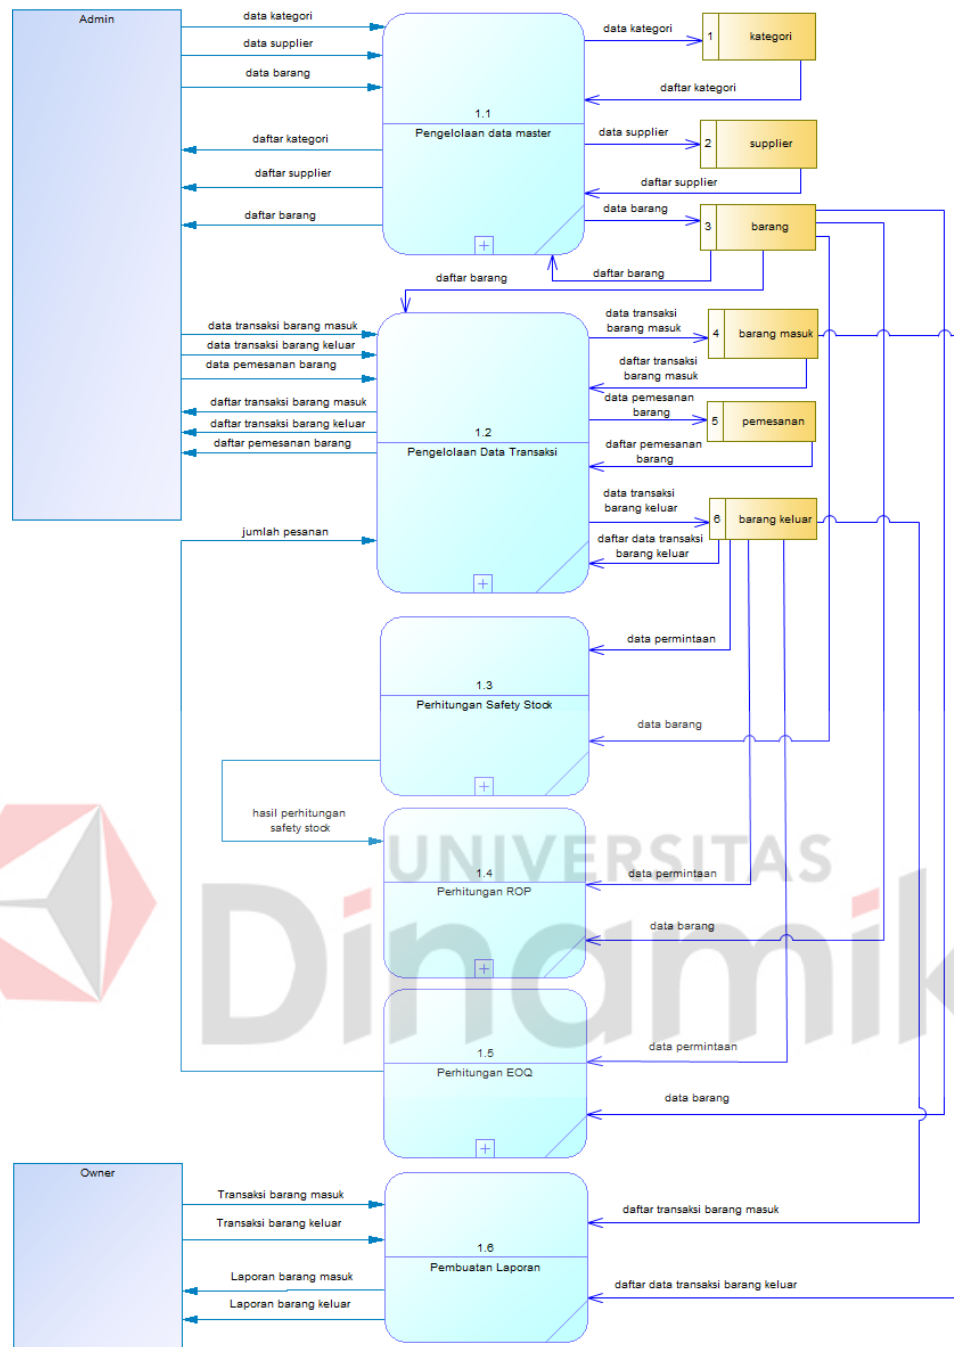 Admin
data kategori
data supplier
data barang
daftar kategori
daftar supplier
daftar barang
1.1
Pengelolaan data master
data kategori
1
kategori
daftar kategori
data supplier
2
supplier
daftar supplier
data barang
3
barang
daftar barang
daftar barang
data transaksi barang masuk
data transaksi barang keluar
data pemesanan barang
daftar transaksi barang masuk
daftar transaksi barang keluar
daftar pemesanan barang
jumlah pesanan
1.2
Pengelolaan Data Transaksi
data transaksi
barang masuk
4
barang masuk
daftar transaksi
barang masuk
data pemesanan
barang
5
pemesanan
daftar pemesanan
barang
data transaksi
barang keluar
6
barang keluar
daftar data transaksi
barang keluar
1.3
Perhitungan Safety Stock
data permintaan
data barang
hasil perhitungan
safety stock
UNIVERSITAS
Dinamik
1.4
Perhitungan ROP
data permintaan
data barang
1.5
Perhitungan EOQ
data permintaan
data barang
Owner
Transaksi barang masuk
Transaksi barang keluar
Laporan barang masuk
Laporan barang keluar
1.6
Pembuatan Laporan
daftar transaksi barang masuk
daftar data transaksi barang keluar